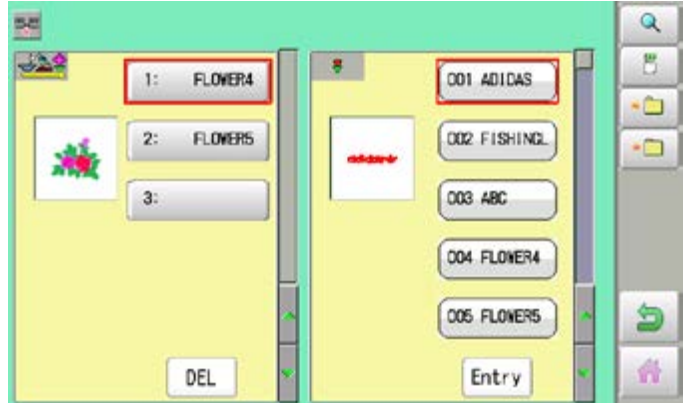 1: FLOWER4
2: FLOWER5
3:
DEL
001 ADIDAS
002 FISHINGL
003 ABC
004 FLOWER4
005 FLOWER5
Entry